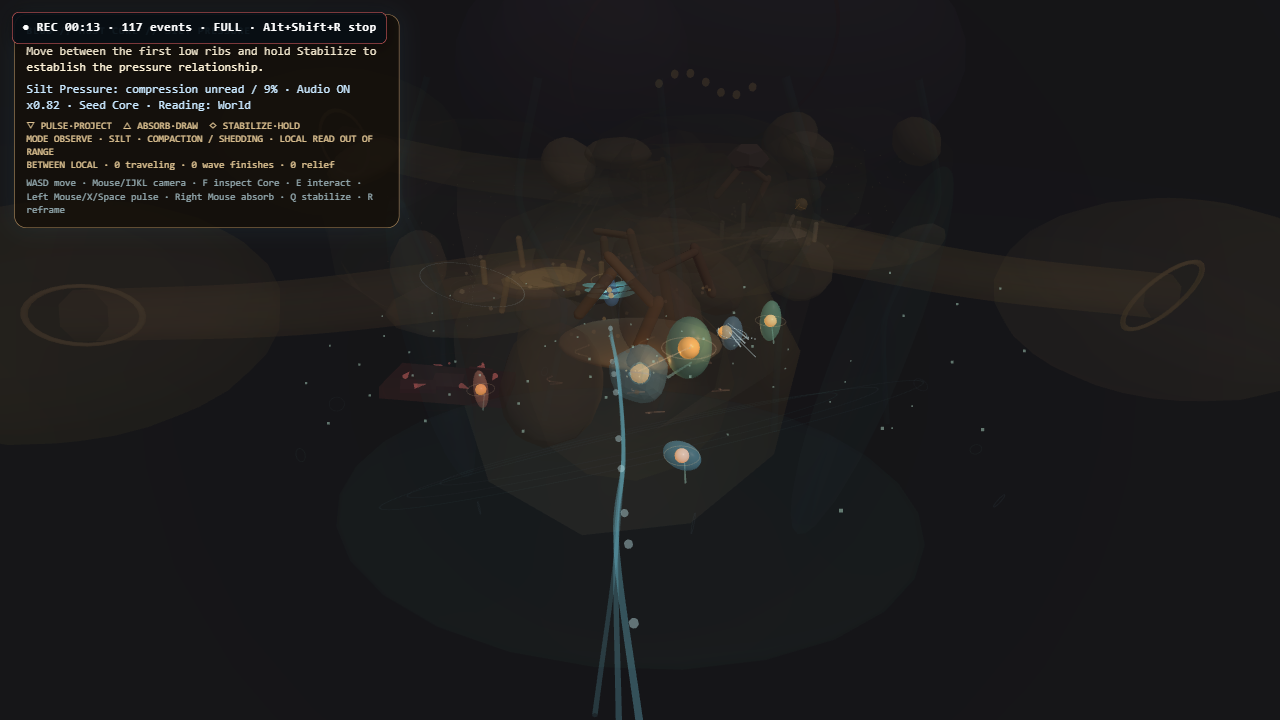 ● REC 00:13 · 117 events · FULL · Alt+Shift+R stop
Move between the first low ribs and hold Stabilize to
establish the pressure relationship.
Silt Pressure: compression unread / 9% · Audio ON
x0.82 · Seed Core · Reading: World
▽ PULSE·PROJECT △ ABSORB·DRAW ◇ STABILIZE·HOLD
MODE OBSERVE · SILT · COMPACTION / SHEDDING · LOCAL READ OUT OF
RANGE
BETWEEN LOCAL · 0 traveling · 0 wave finishes · 0 relief
WASD move · Mouse/IJKL camera · F inspect Core · E interact ·
Left Mouse/X/Space pulse · Right Mouse absorb · Q stabilize · R
reframe